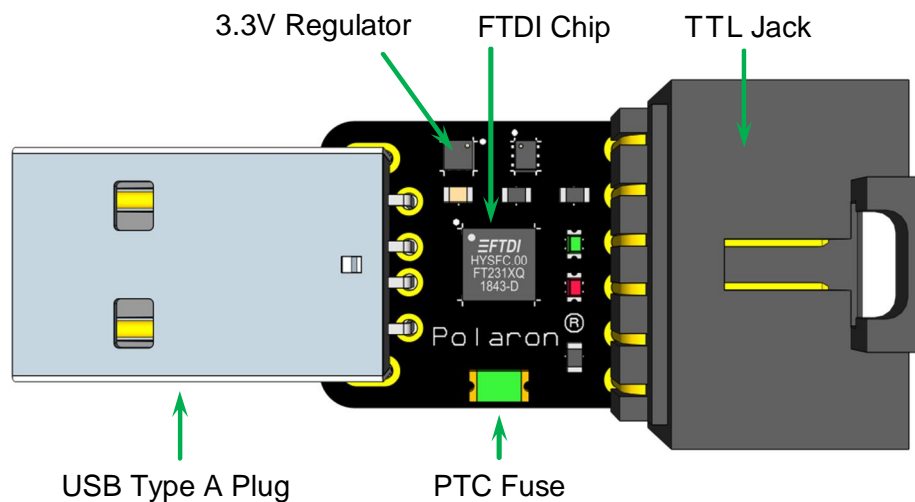 3.3V Regulator
FTDI Chip
TTL Jack
FTDI
HYSFC.00
FT231XQ
1843-D
Polaron®
USB Type A Plug
PTC Fuse